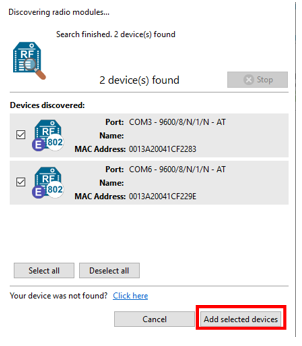 Discovering radio modules...
Search finished. 2 device(s) found
RF
2 device(s) found
Stop
Devices discovered:
RF
E 802
Port: COM3 - 9600/8/N/1/N - AT
Name:
MAC Address: 0013A20041CF2283
RF
E 802
Port: COM6 - 9600/8/N/1/N - AT
Name:
MAC Address: 0013A20041CF229E
Select all Deselect all
Your device was not found? Click here
Cancel Add selected devices